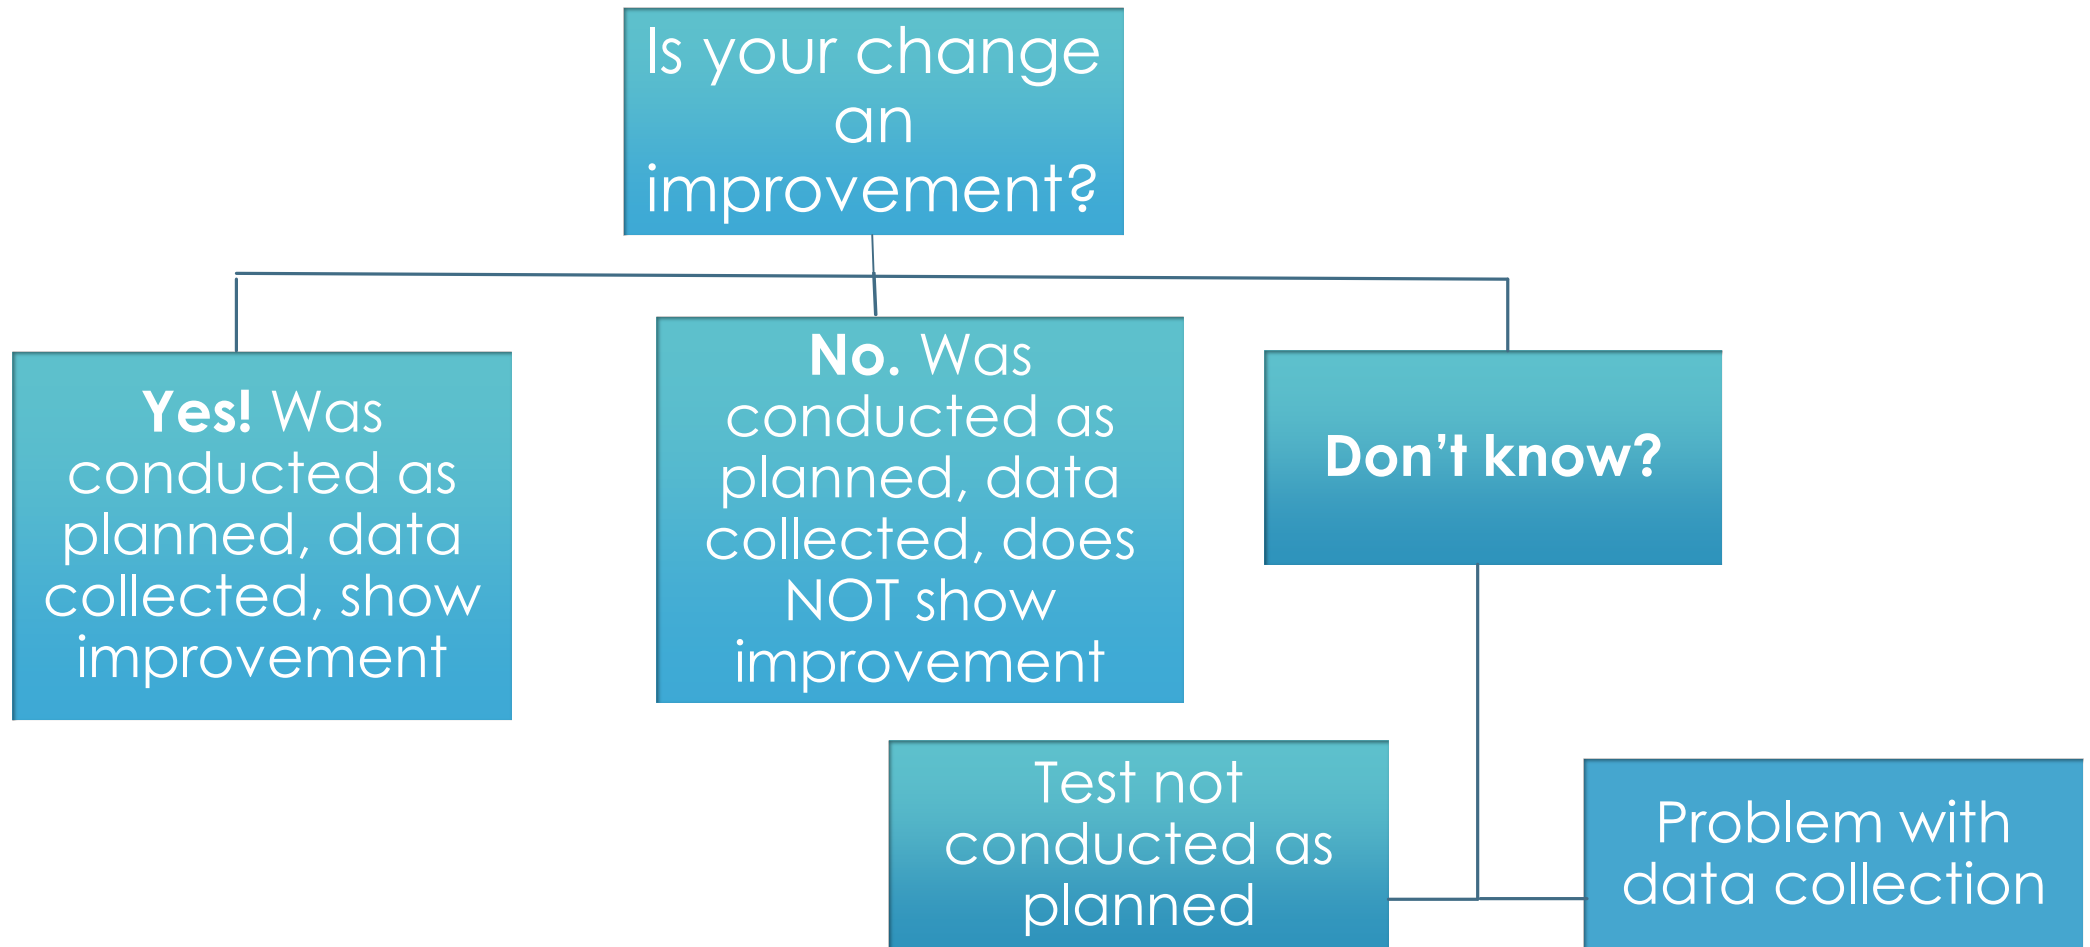 Is your change
an
improvement?
Yes! Was
conducted as
planned, data
collected, show
improvement
No. Was
conducted as
planned, data
collected, does
NOT show
improvement
Don't know?
Test not
conducted as
planned
Problem with
data collection